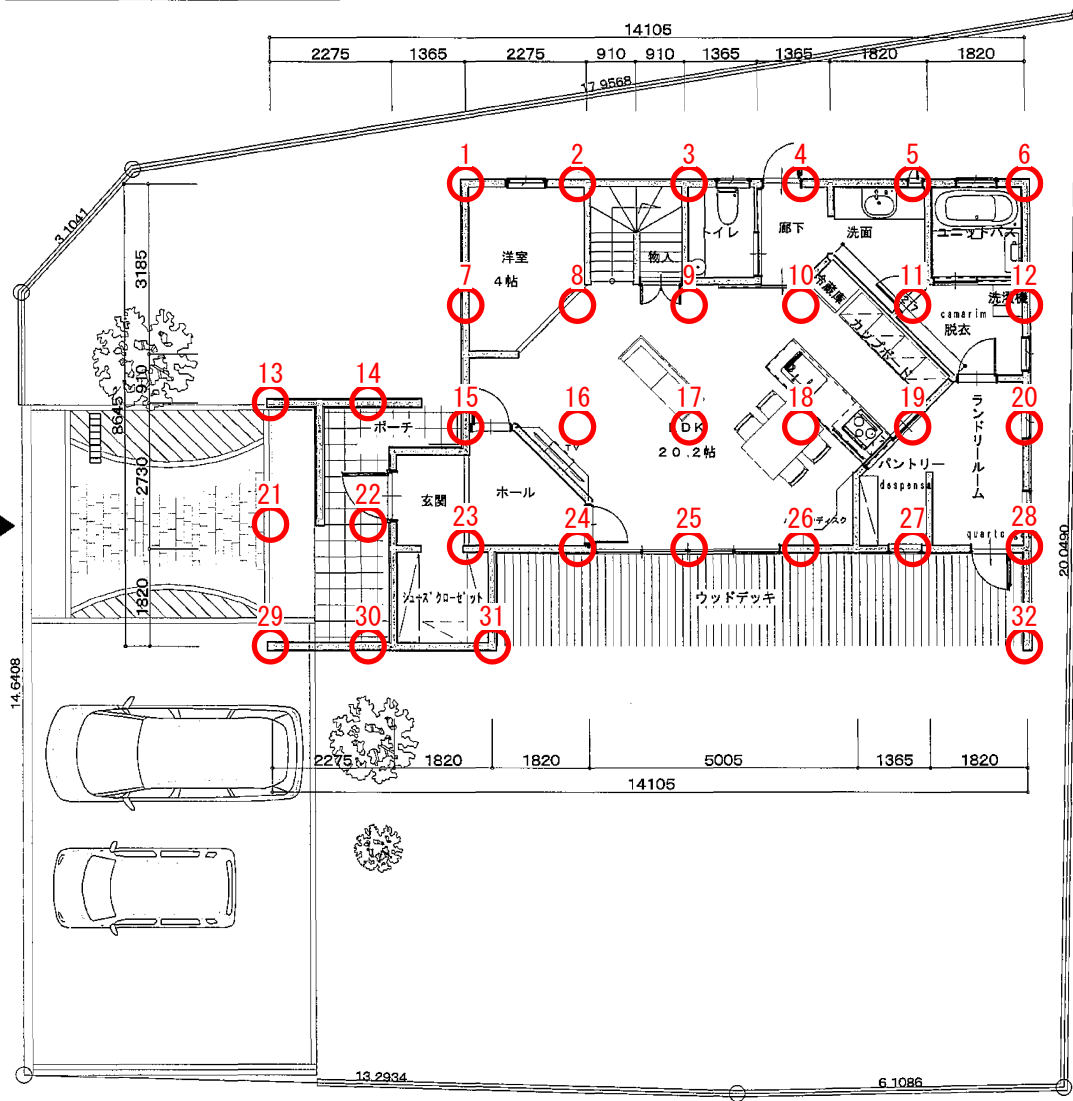 14105
2275 1365 2275 910 910 1365 1365 1820 1820
17.9568
3.1041
1 2 3 4 5 6
洋室
4帖
物入
トイレ
廊下
洗面
ユニットバス
3185
7 8 9 10 11 12
冷蔵庫
カップボード
洗濯機
camarim
脱衣
910
8645
13 14
15 16 17 18 19 20
ポーチ
TV
LDK
20.2帖
パントリー
despensa
ランドリールーム
2730
ホール
玄関
21 22
23 24 25 26 27 28
1820
シューズクローゼット
ウッドデッキ
29 30 31 32
20.0490
14.6408
2275 1820 1820 5005 1365 1820
14105
13.2934
6.1086